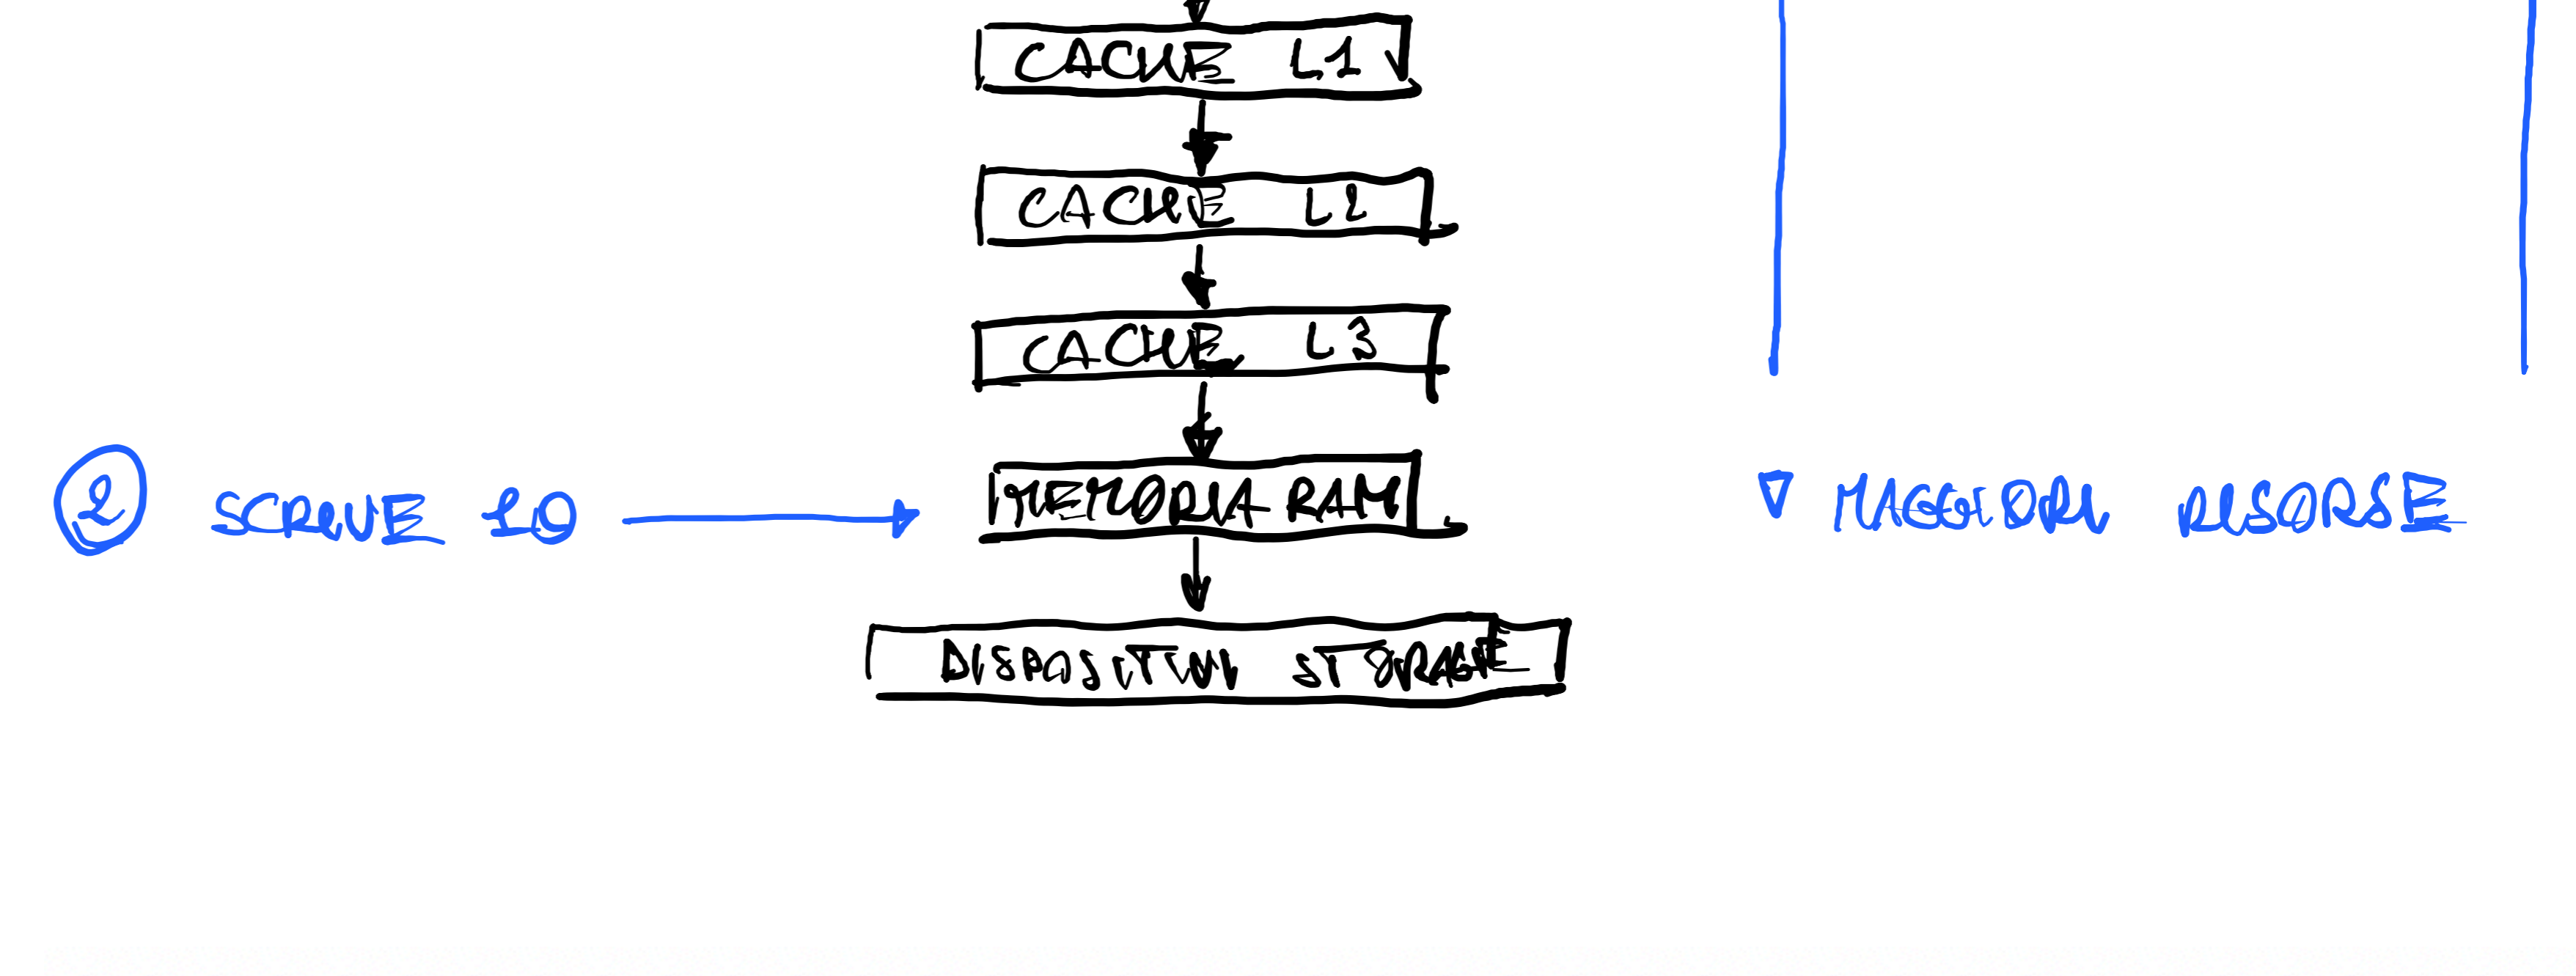 CACHE L1
CACHE L2
CACHE L3
2 SCRIVE 10
MEMORIA RAM
MAGGIORI RISORSE
DISPOSITIVI STORAGE